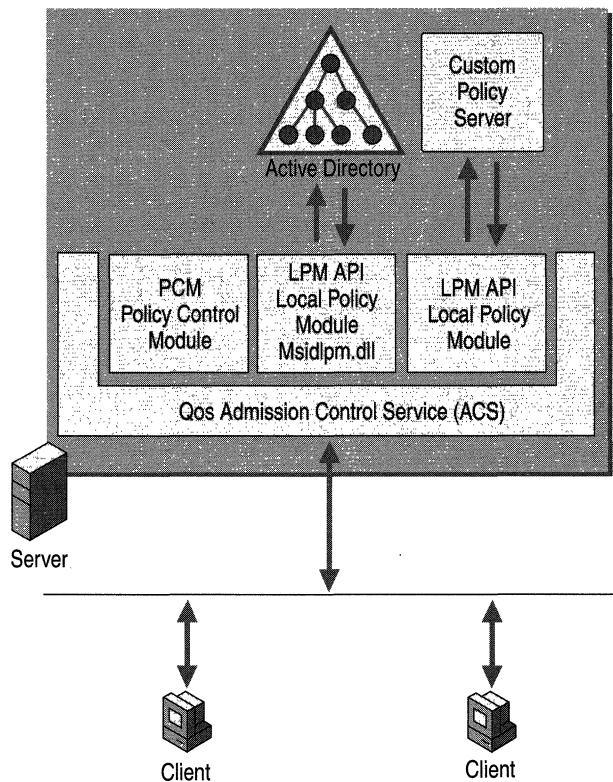 Custom
Policy
Server
Active Directory
PCM
Policy Control
Module
LPM API
Local Policy
Module
Msidlpm.dll
LPM API
Local Policy
Module
Qos Admission Control Service (ACS)
Server
Client
Client